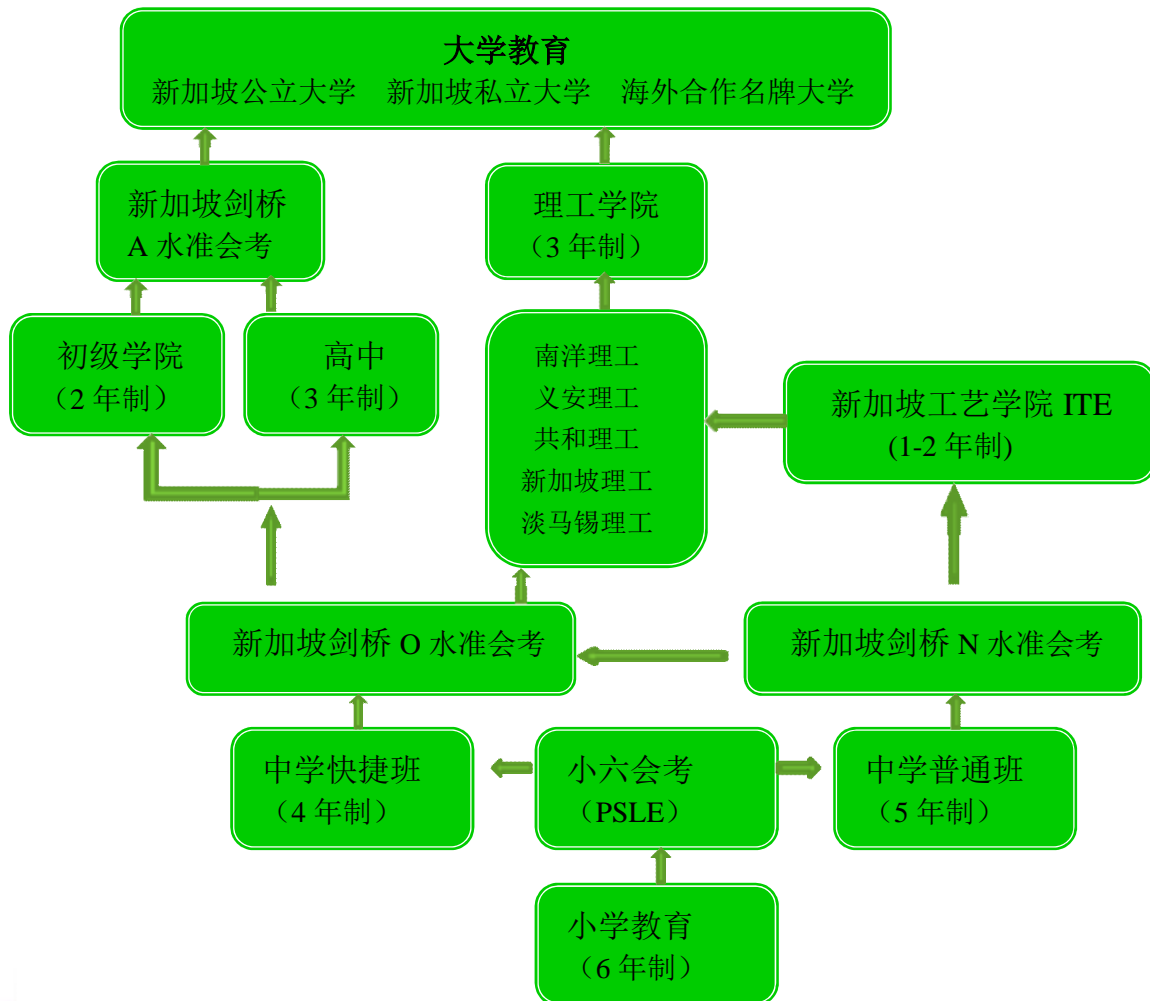 大学教育
新加坡公立大学 新加坡私立大学 海外合作名牌大学
新加坡剑桥
A 水准会考
理工学院
（3 年制）
初级学院
（2 年制）
高中
（3 年制）
南洋理工
义安理工
共和理工
新加坡理工
淡马锡理工
新加坡工艺学院 ITE
(1-2 年制)
新加坡剑桥 O 水准会考
新加坡剑桥 N 水准会考
中学快捷班
（4 年制）
小六会考
（PSLE）
中学普通班
（5 年制）
小学教育
（6 年制）